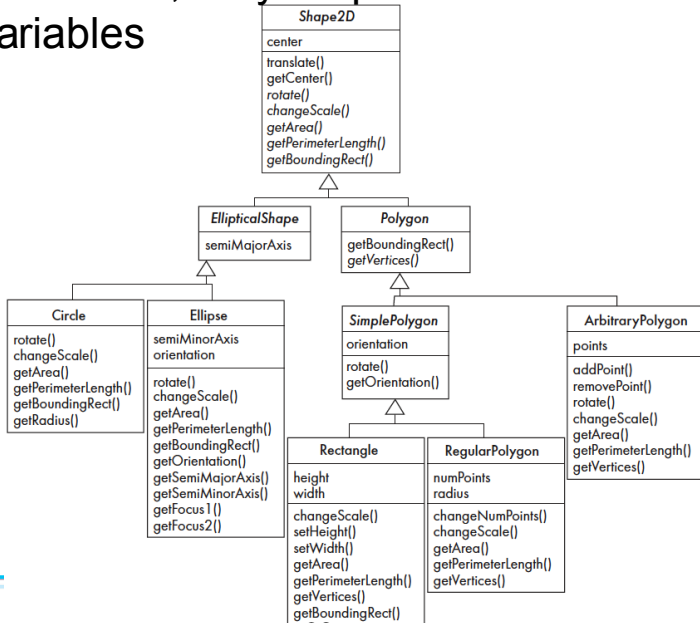 ariables
Shape2D
center
translate()
getCenter()
rotate()
changeScale()
getArea()
getPerimeterLength()
getBoundingRect()
EllipticalShape
semiMajorAxis
Polygon
getBoundingRect()
getVertices()
Circle
rotate()
changeScale()
getArea()
getPerimeterLength()
getBoundingRect()
getRadius()
Ellipse
semiMinorAxis
orientation
rotate()
changeScale()
getArea()
getPerimeterLength()
getBoundingRect()
getOrientation()
getSemiMajorAxis()
getSemiMinorAxis()
getFocus1()
getFocus2()
SimplePolygon
orientation
rotate()
getOrientation()
ArbitraryPolygon
points
addPoint()
removePoint()
rotate()
changeScale()
getArea()
getPerimeterLength()
getVertices()
Rectangle
height
width
changeScale()
setHeight()
setWidth()
getArea()
getPerimeterLength()
getVertices()
getBoundingRect()
RegularPolygon
numPoints
radius
changeNumPoints()
changeScale()
getArea()
getPerimeterLength()
getVertices()